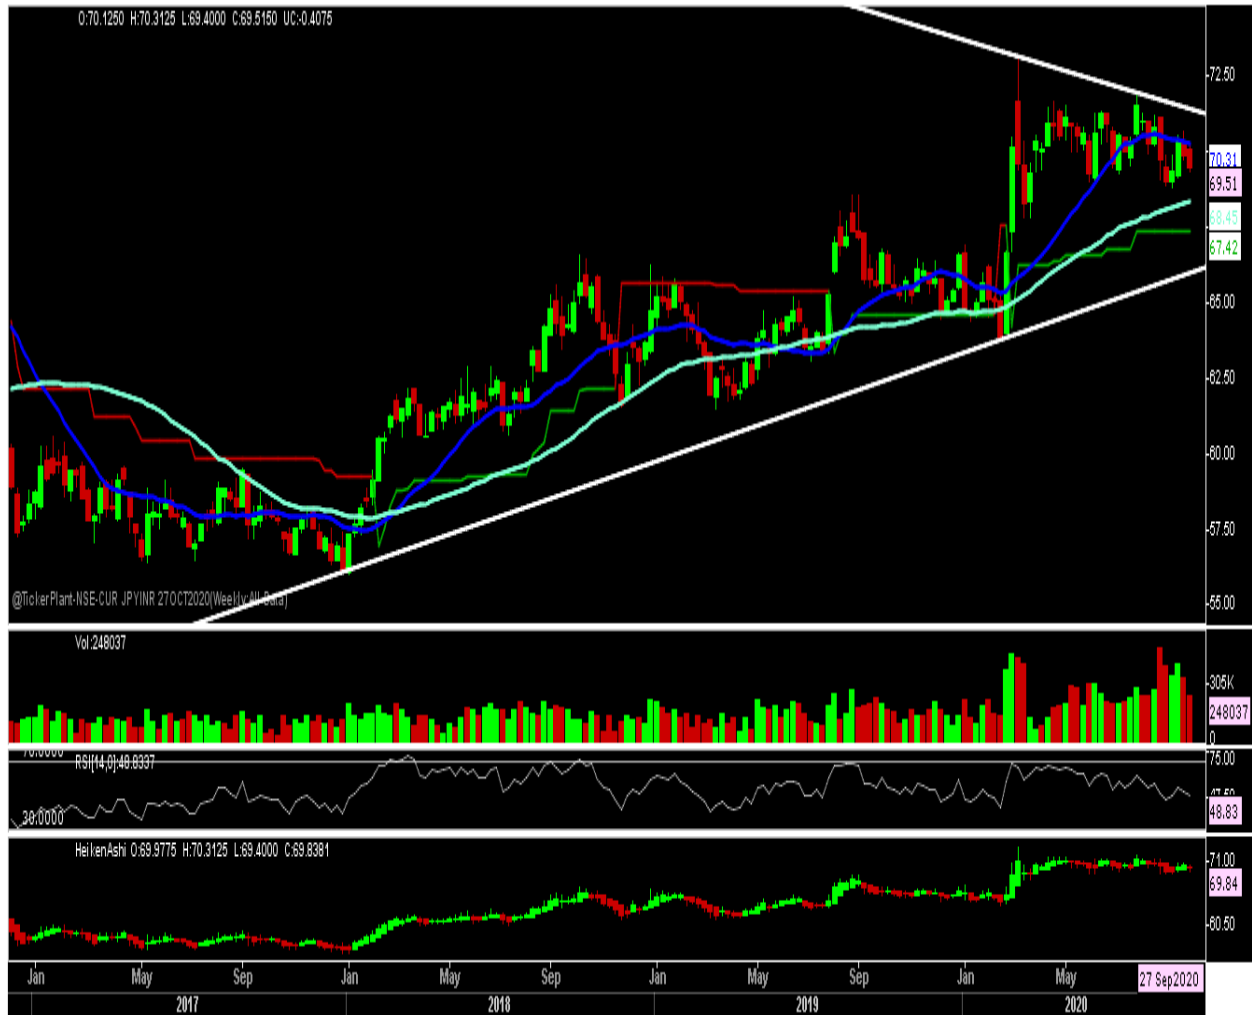 O:70.1250 H:70.3125 L:69.4000 C:69.5150 UC:-0.4075
72.50
70.31
69.51
68.45
67.42
65.00
62.50
60.00
57.50
55.00
@TickerPlant-NSE-CUR JPYINR 27OCT2020(Weekly:All-Data)
Vol:248037
305K
248037
0
70.0000
RSI[14,0]:48.8337
75.00
47.50
48.83
30.0000
HeikenAshi O:69.9775 H:70.3125 L:69.4000 C:69.8381
71.00
69.84
60.50
Jan May Sep Jan May Sep Jan May Sep Jan May 27 Sep2020
2017 2018 2019 2020